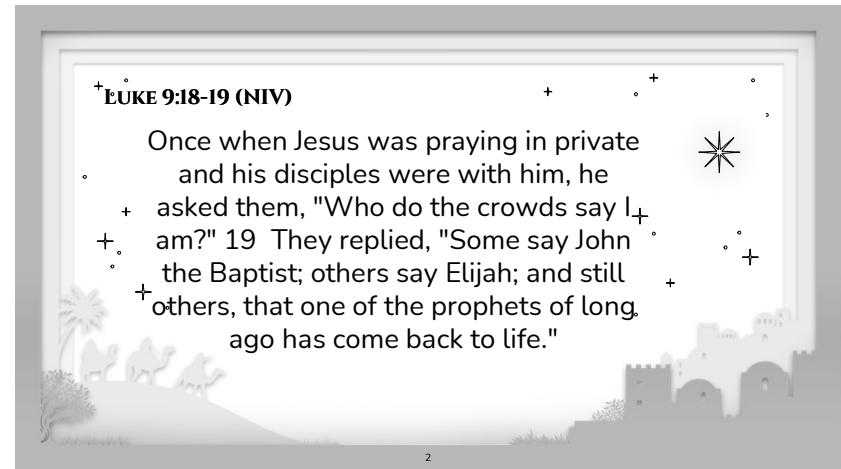 LUKE 9:18-19 (NIV)
Once when Jesus was praying in private
and his disciples were with him, he
asked them, "Who do the crowds say I
am?" 19  They replied, "Some say John
the Baptist; others say Elijah; and still
others, that one of the prophets of long
ago has come back to life."
2